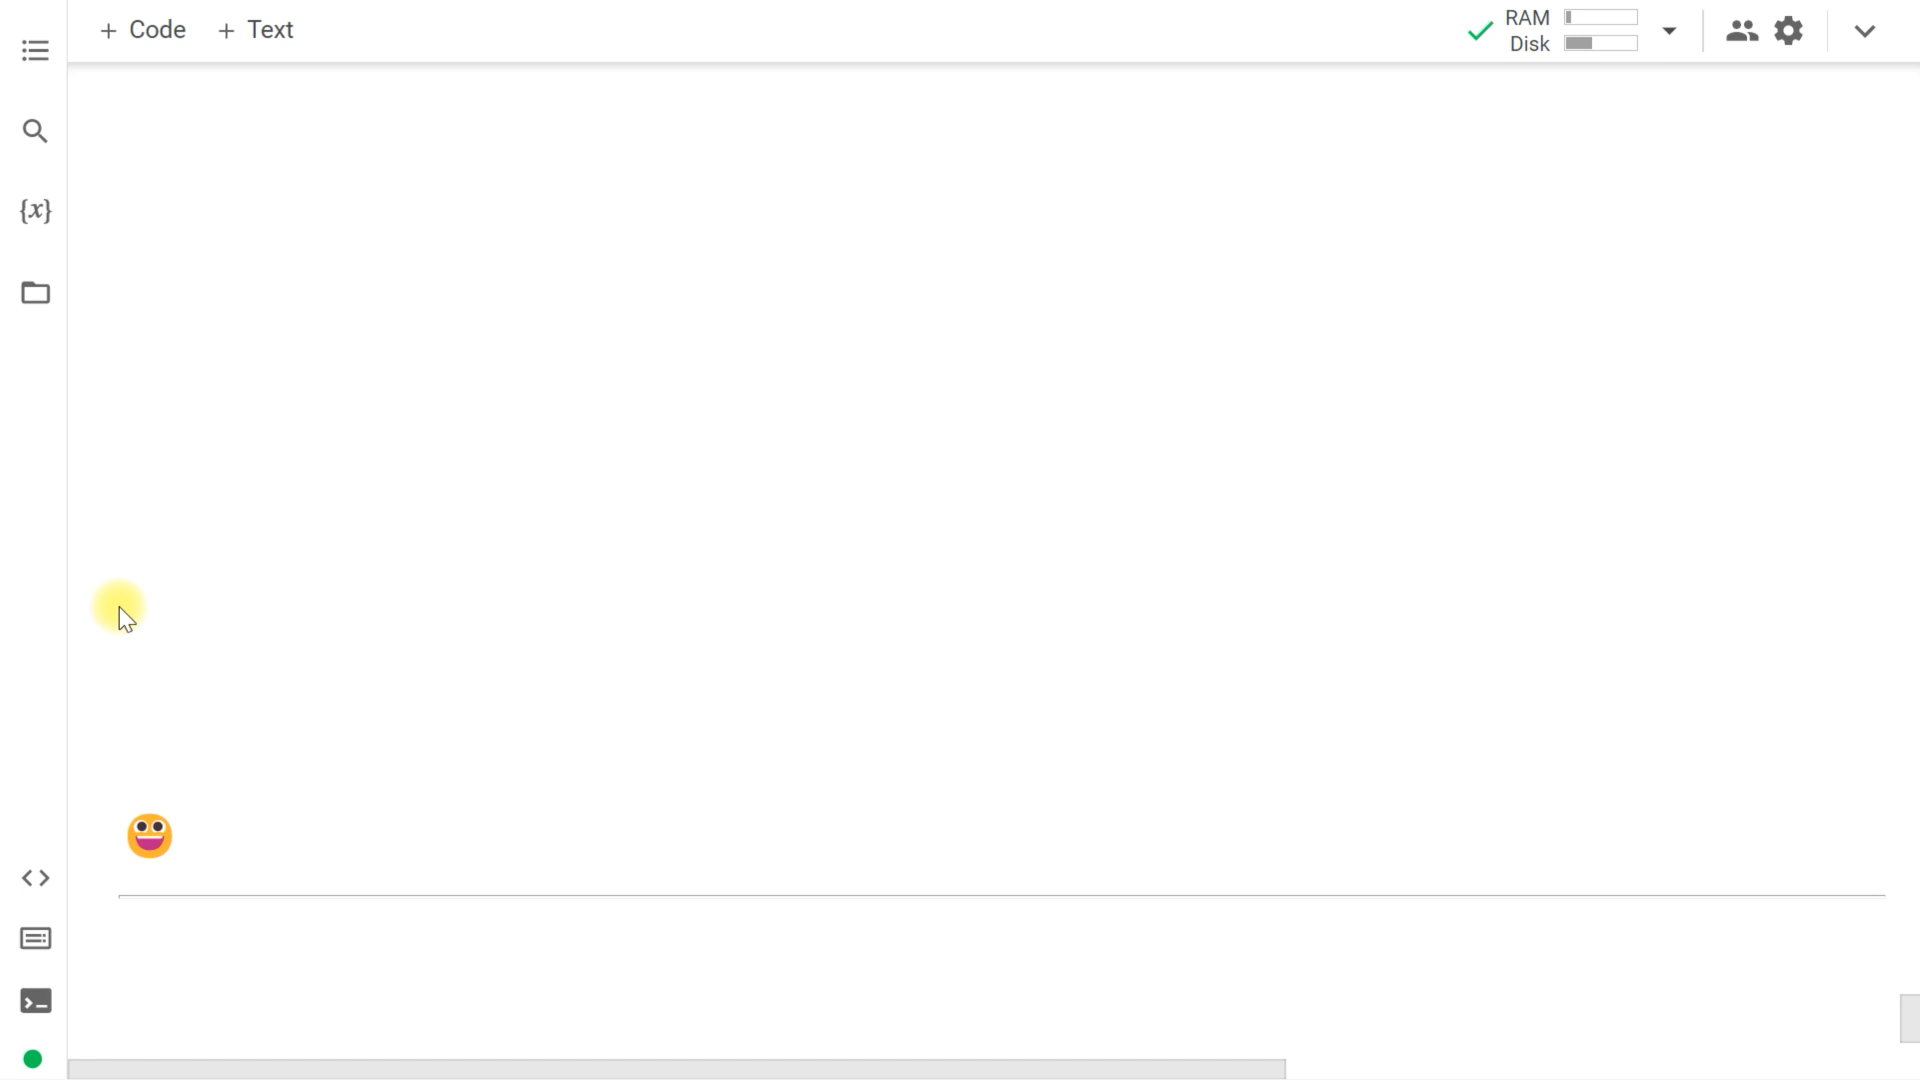 + Code + Text
RAM
Disk
{x}